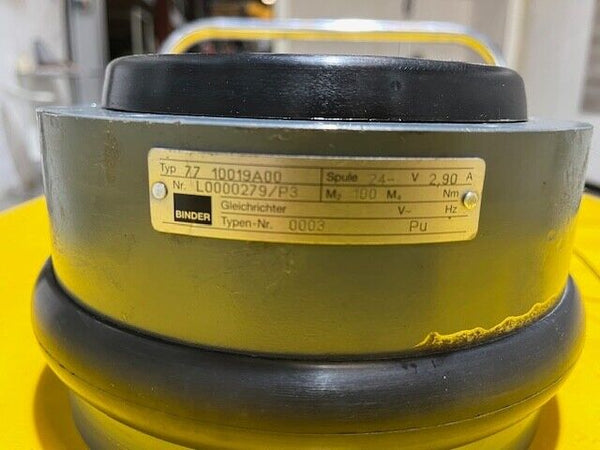 Typ 77 10019A00 Spule 24- V 2,90 A
Nr. L0000279/P3 M₂ 100 M₄ Nm
BINDER Gleichrichter V~ Hz
Typen-Nr. 0003 Pu